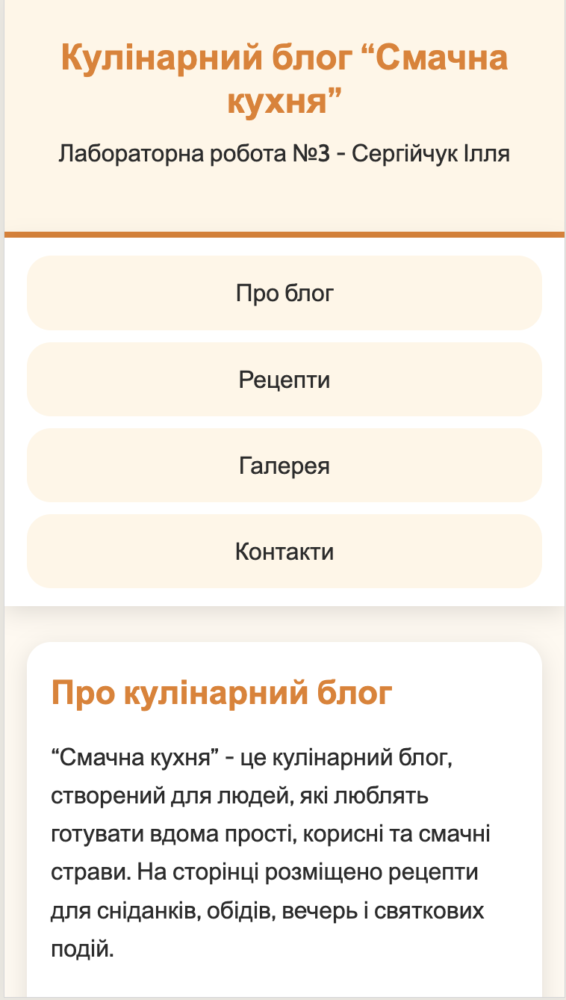 Кулінарний блог “Смачна
кухня”
Лабораторна робота №3 - Сергійчук Ілля
Про блог
Рецепти
Галерея
Контакти
Про кулінарний блог
“Смачна кухня” - це кулінарний блог,
створений для людей, які люблять
готувати вдома прості, корисні та смачні
страви. На сторінці розміщено рецепти
для сніданків, обідів, вечерь і святкових
подій.